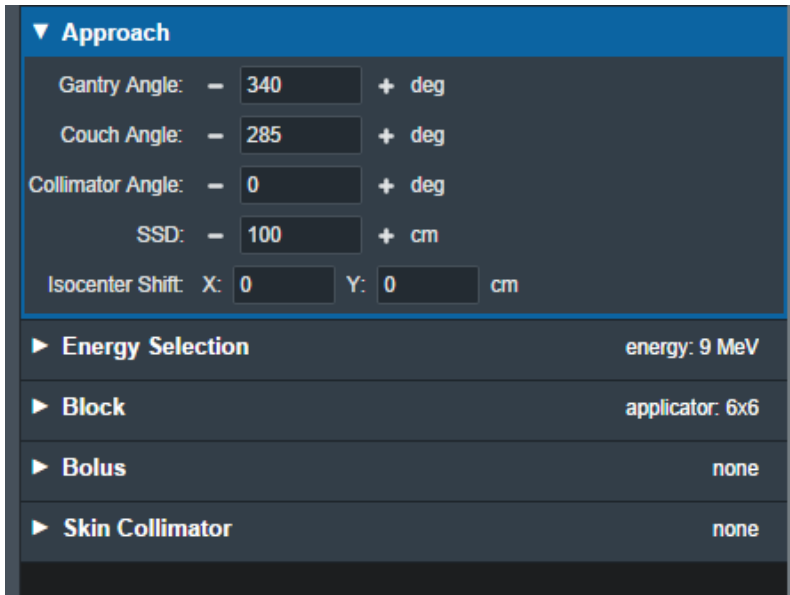 ▼ Approach
Gantry Angle: − 340 + deg
Couch Angle: − 285 + deg
Collimator Angle: − 0 + deg
SSD: − 100 + cm
Isocenter Shift: X: 0 Y: 0 cm
► Energy Selection energy: 9 MeV
► Block applicator: 6x6
► Bolus none
► Skin Collimator none